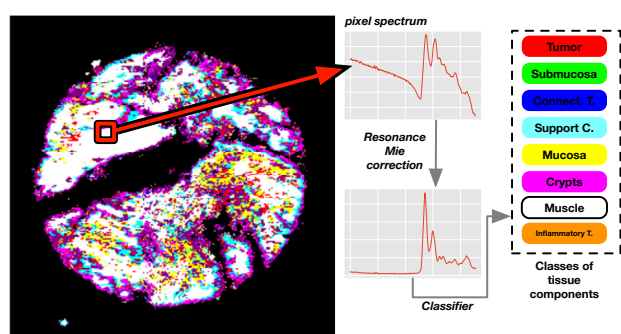 pixel spectrum
Resonance
Mie
correction
Classifier
Tumor
Submucosa
Connect. T.
Support C.
Mucosa
Crypts
Muscle
Inflammatory T.
Classes of
tissue
components